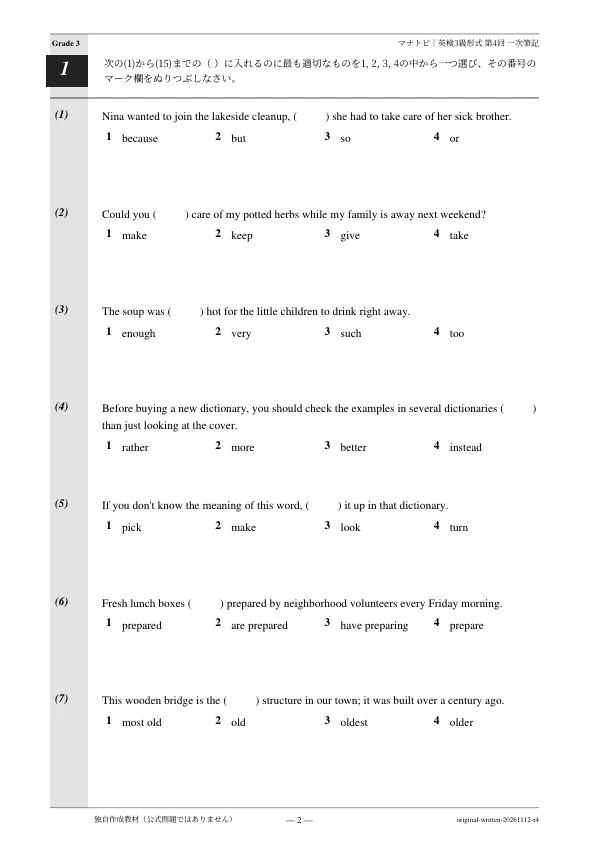 Grade 3
マナトビ｜英検3級形式 第4回 一次筆記
1
次の(1)から(15)までの（ ）に入れるのに最も適切なものを1, 2, 3, 4の中から一つ選び、その番号の
マーク欄をぬりつぶしなさい。
(1) Nina wanted to join the lakeside cleanup, ( ) she had to take care of her sick brother.
1 because 2 but 3 so 4 or
(2) Could you ( ) care of my potted herbs while my family is away next weekend?
1 make 2 keep 3 give 4 take
(3) The soup was ( ) hot for the little children to drink right away.
1 enough 2 very 3 such 4 too
(4) Before buying a new dictionary, you should check the examples in several dictionaries ( )
than just looking at the cover.
1 rather 2 more 3 better 4 instead
(5) If you don't know the meaning of this word, ( ) it up in that dictionary.
1 pick 2 make 3 look 4 turn
(6) Fresh lunch boxes ( ) prepared by neighborhood volunteers every Friday morning.
1 prepared 2 are prepared 3 have preparing 4 prepare
(7) This wooden bridge is the ( ) structure in our town; it was built over a century ago.
1 most old 2 old 3 oldest 4 older
独自作成教材（公式問題ではありません）
— 2 —
original-written-20261112-r4